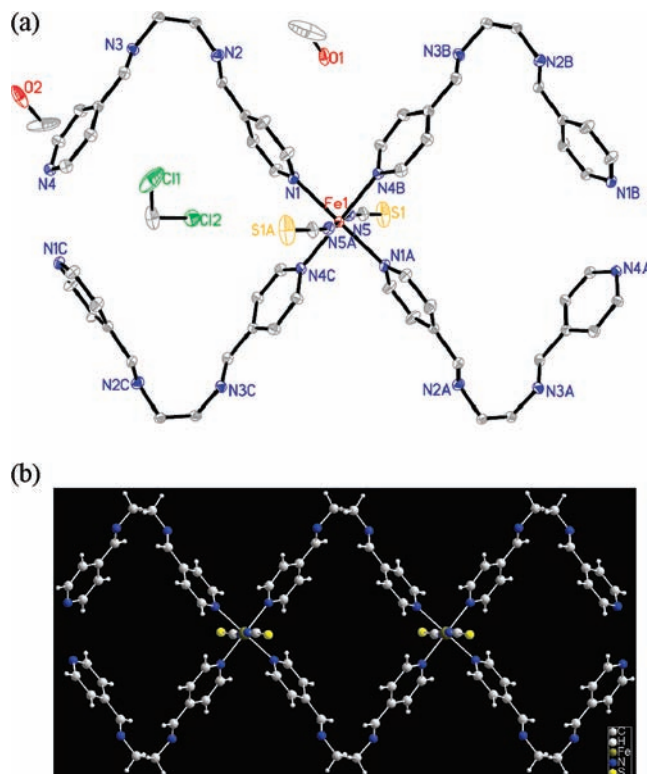 (a)
N3 N2 O1 N3B N2B
O2
N4 N1 N4B N1B
Cl1 Fe1
Cl2 S1A N5A N5 S1
N1C N4C N1A N4A
N2C N3C N2A N3A
(b)
C
H
Fe
N
S